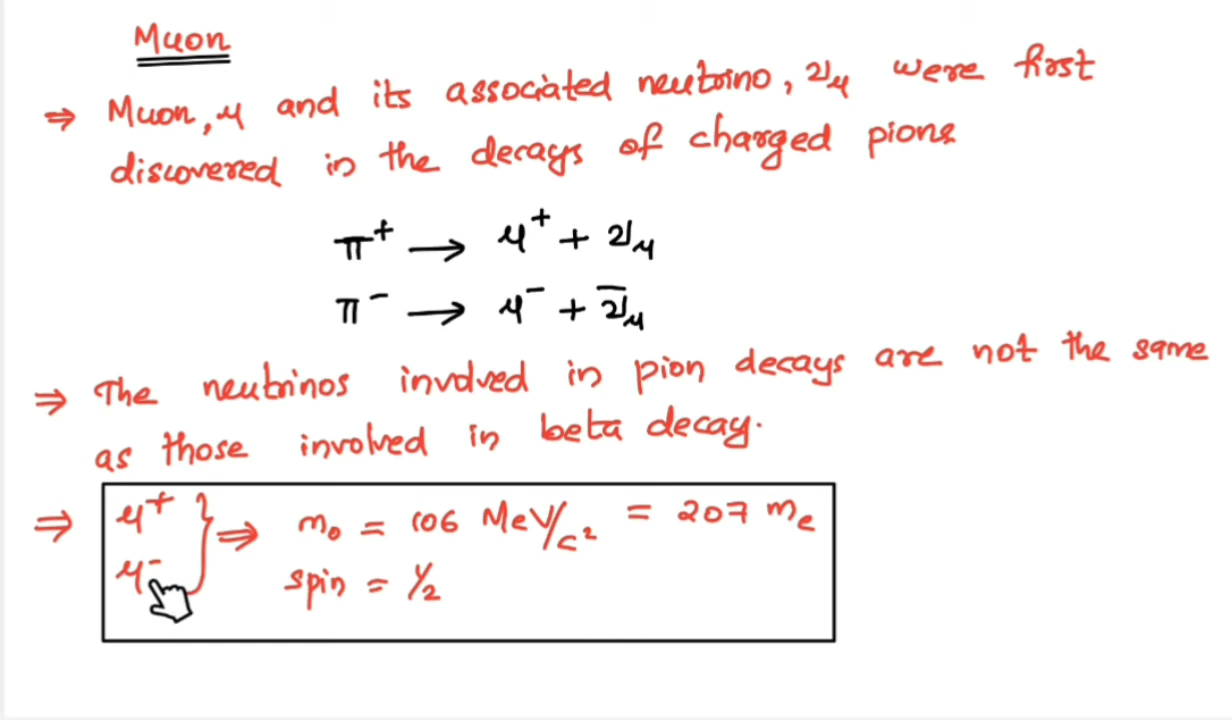 Muon
⇒ Muon, μ and its associated neutrino, νμ were first
discovered in the decays of charged pions
π⁺ → μ⁺ + νμ
π⁻ → μ⁻ + ν̄μ
⇒ The neutrinos involved in pion decays are not the same
as those involved in beta decay.
⇒ μ⁺ } ⇒ m₀ = 106 MeV/c² = 207 me
μ⁻ spin = 1/2